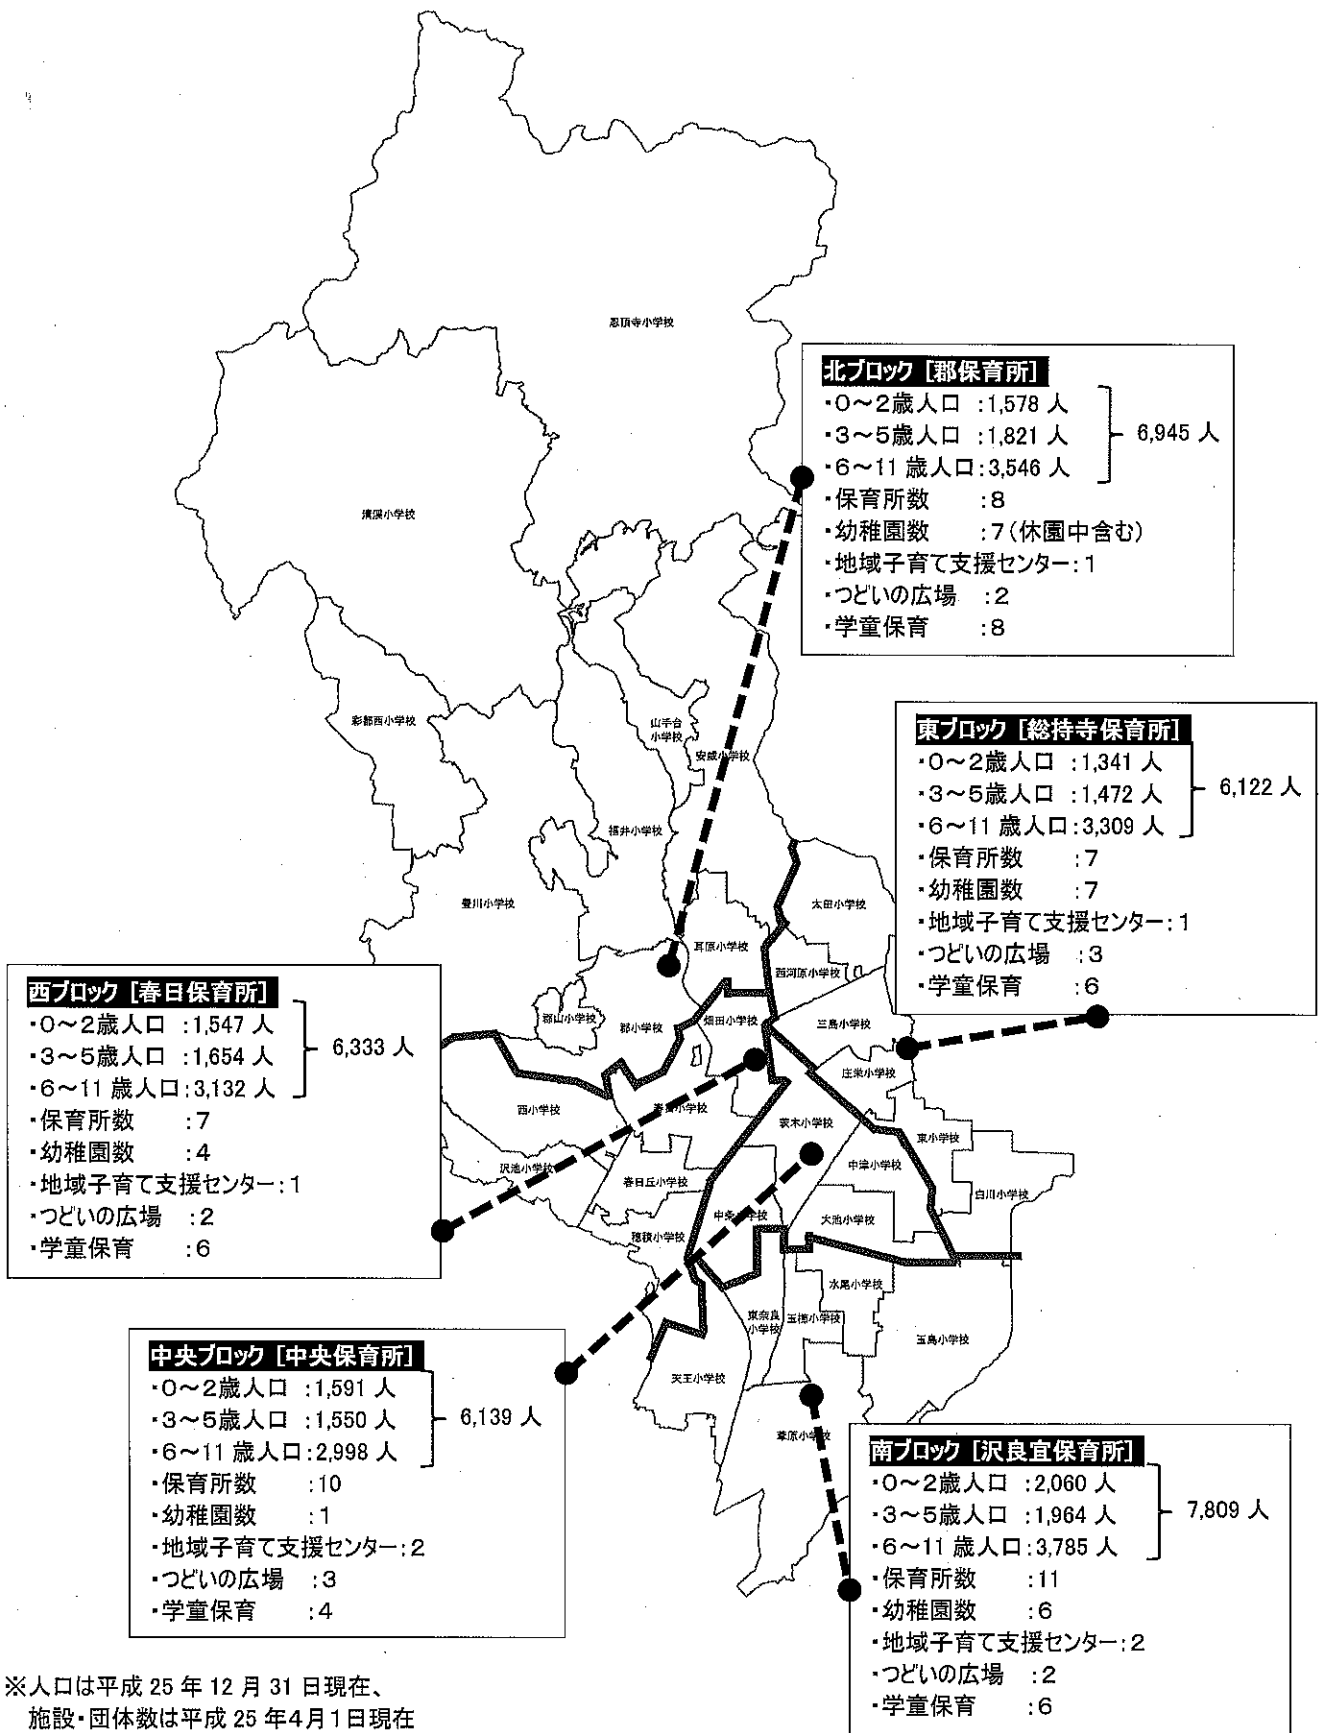 忍頂寺小学校
北ブロック [郡保育所]
・0～2歳人口 :1,578 人
・3～5歳人口 :1,821 人
・6～11 歳人口:3,546 人
6,945 人
・保育所数 :8
・幼稚園数 :7(休園中含む)
・地域子育て支援センター:1
・つどいの広場 :2
・学童保育 :8
清溪小学校
彩都西小学校
山手台
小学校
安威小学校
東ブロック [総持寺保育所]
・0～2歳人口 :1,341 人
・3～5歳人口 :1,472 人
・6～11 歳人口:3,309 人
6,122 人
・保育所数 :7
・幼稚園数 :7
・地域子育て支援センター:1
・つどいの広場 :3
・学童保育 :6
福井小学校
豊川小学校
太田小学校
耳原小学校
西河原小学校
郡山小学校
郡小学校
畑田小学校
三島小学校
庄栄小学校
西ブロック [春日保育所]
・0～2歳人口 :1,547 人
・3～5歳人口 :1,654 人
・6～11 歳人口:3,132 人
6,333 人
・保育所数 :7
・幼稚園数 :4
・地域子育て支援センター:1
・つどいの広場 :2
・学童保育 :6
西小学校
春日小学校
茨木小学校
東小学校
沢池小学校
春日丘小学校
中津小学校
白川小学校
穂積小学校
中条小学校
大池小学校
水尾小学校
東奈良
小学校
玉櫛小学校
玉島小学校
天王小学校
葦原小学校
中央ブロック [中央保育所]
・0～2歳人口 :1,591 人
・3～5歳人口 :1,550 人
・6～11 歳人口:2,998 人
6,139 人
・保育所数 :10
・幼稚園数 :1
・地域子育て支援センター:2
・つどいの広場 :3
・学童保育 :4
南ブロック [沢良宜保育所]
・0～2歳人口 :2,060 人
・3～5歳人口 :1,964 人
・6～11 歳人口:3,785 人
7,809 人
・保育所数 :11
・幼稚園数 :6
・地域子育て支援センター:2
・つどいの広場 :2
・学童保育 :6
※人口は平成 25 年 12 月 31 日現在、
施設・団体数は平成 25 年4月1日現在